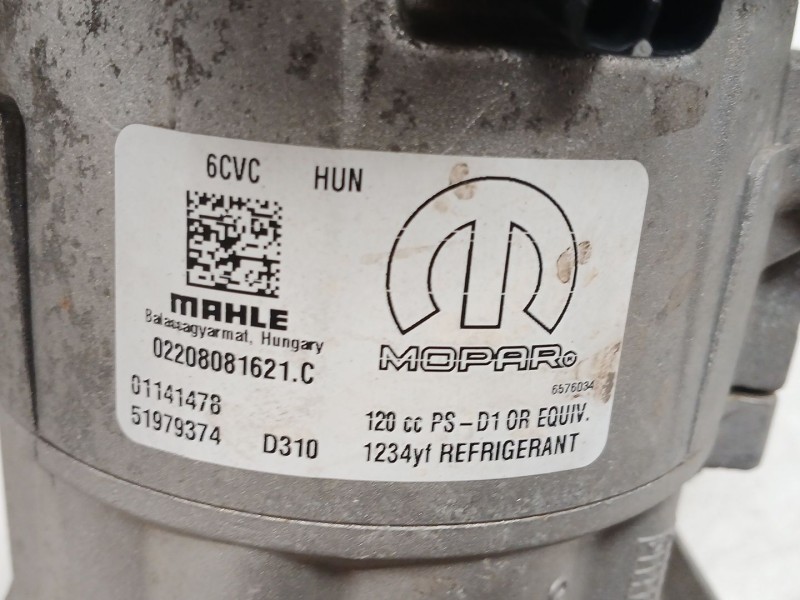 6CVC HUN
MAHLE
Balassagyarmat, Hungary
02208081621.C
01141478
51979374 D310
MOPAR®
6576034
120 cc PS-D1 OR EQUIV.
1234yf REFRIGERANT